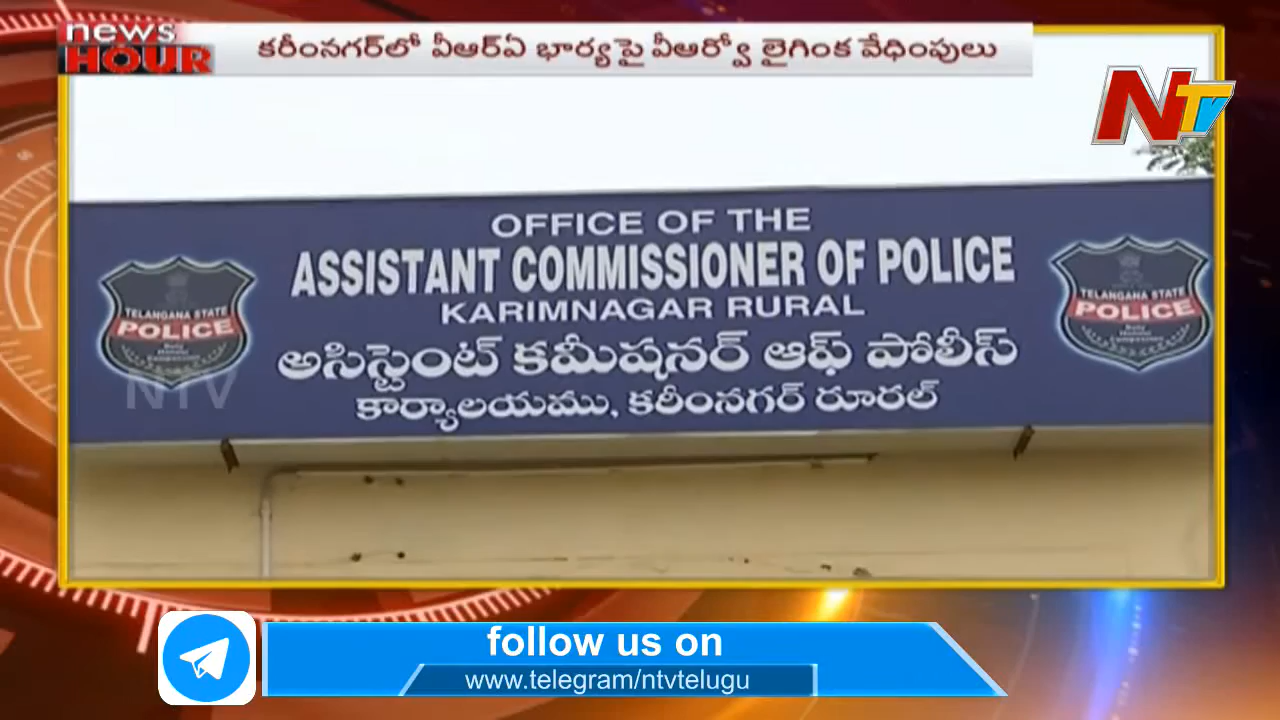 news
HOUR
కరీంనగర్‌లో వీఆర్ఏ భార్యపై వీఆర్వో లైగింక వేధింపులు
NTV
OFFICE OF THE
ASSISTANT COMMISSIONER OF POLICE
KARIMNAGAR RURAL
అసిస్టెంట్ కమీషనర్ ఆఫ్ పోలీస్
కార్యాలయము, కరీంనగర్ రూరల్
TELANGANA STATE
POLICE
TELANGANA STATE
POLICE
NTV
follow us on
www.telegram/ntvtelugu